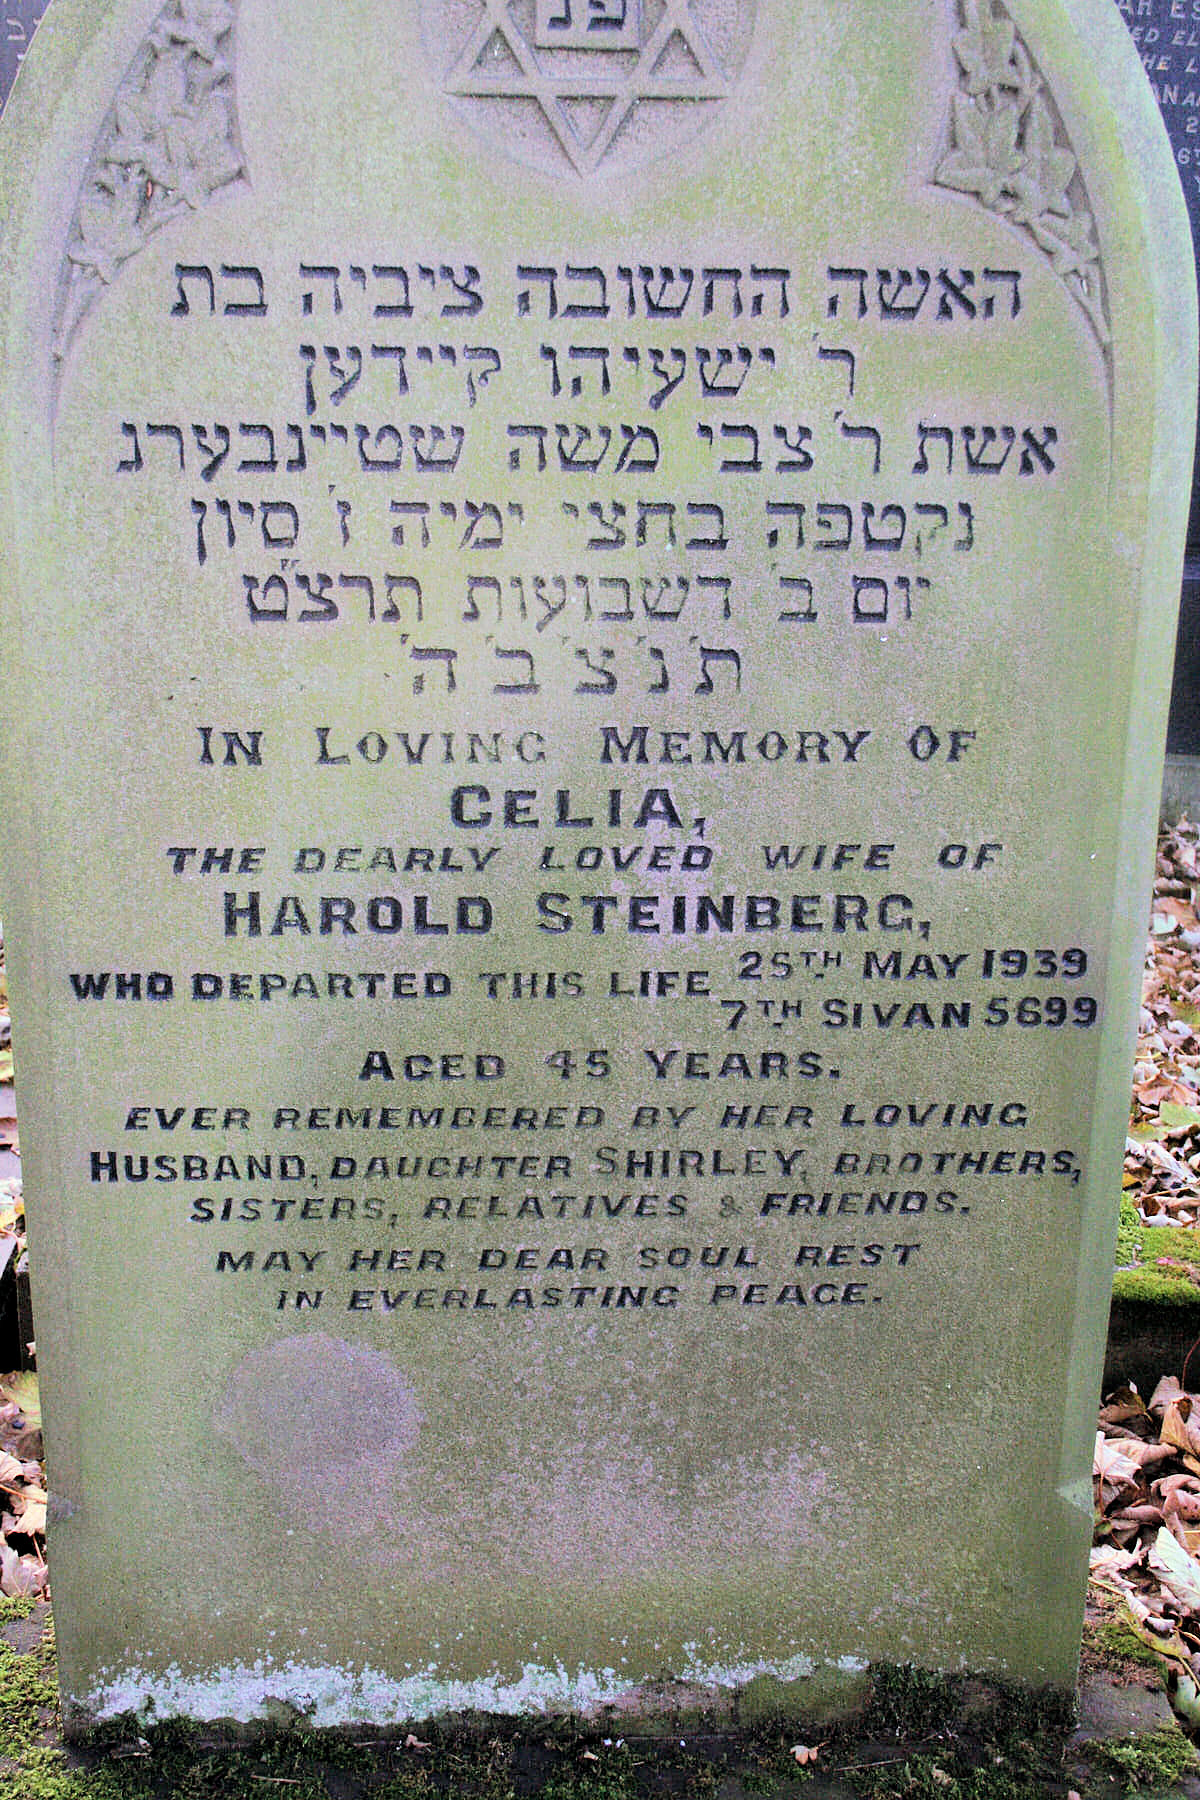 פנ
האשה החשובה ציביה בת
ר' ישעיהו קיידען
אשת ר' צבי משה שטיינבערג
נקטפה בחצי ימיה ז' סיון
יום ב' דשבועות תרצ"ט
ת'נ'צ'ב'ה'
IN LOVING MEMORY OF
CELIA,
THE DEARLY LOVED WIFE OF
HAROLD STEINBERG,
WHO DEPARTED THIS LIFE 25TH MAY 1939
7TH SIVAN 5699
AGED 45 YEARS.
EVER REMEMBERED BY HER LOVING
HUSBAND, DAUGHTER SHIRLEY, BROTHERS,
SISTERS, RELATIVES & FRIENDS.
MAY HER DEAR SOUL REST
IN EVERLASTING PEACE.